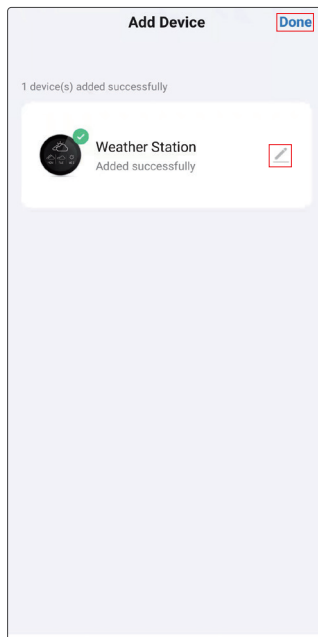 Add Device
Done
1 device(s) added successfully
Weather Station
Added successfully